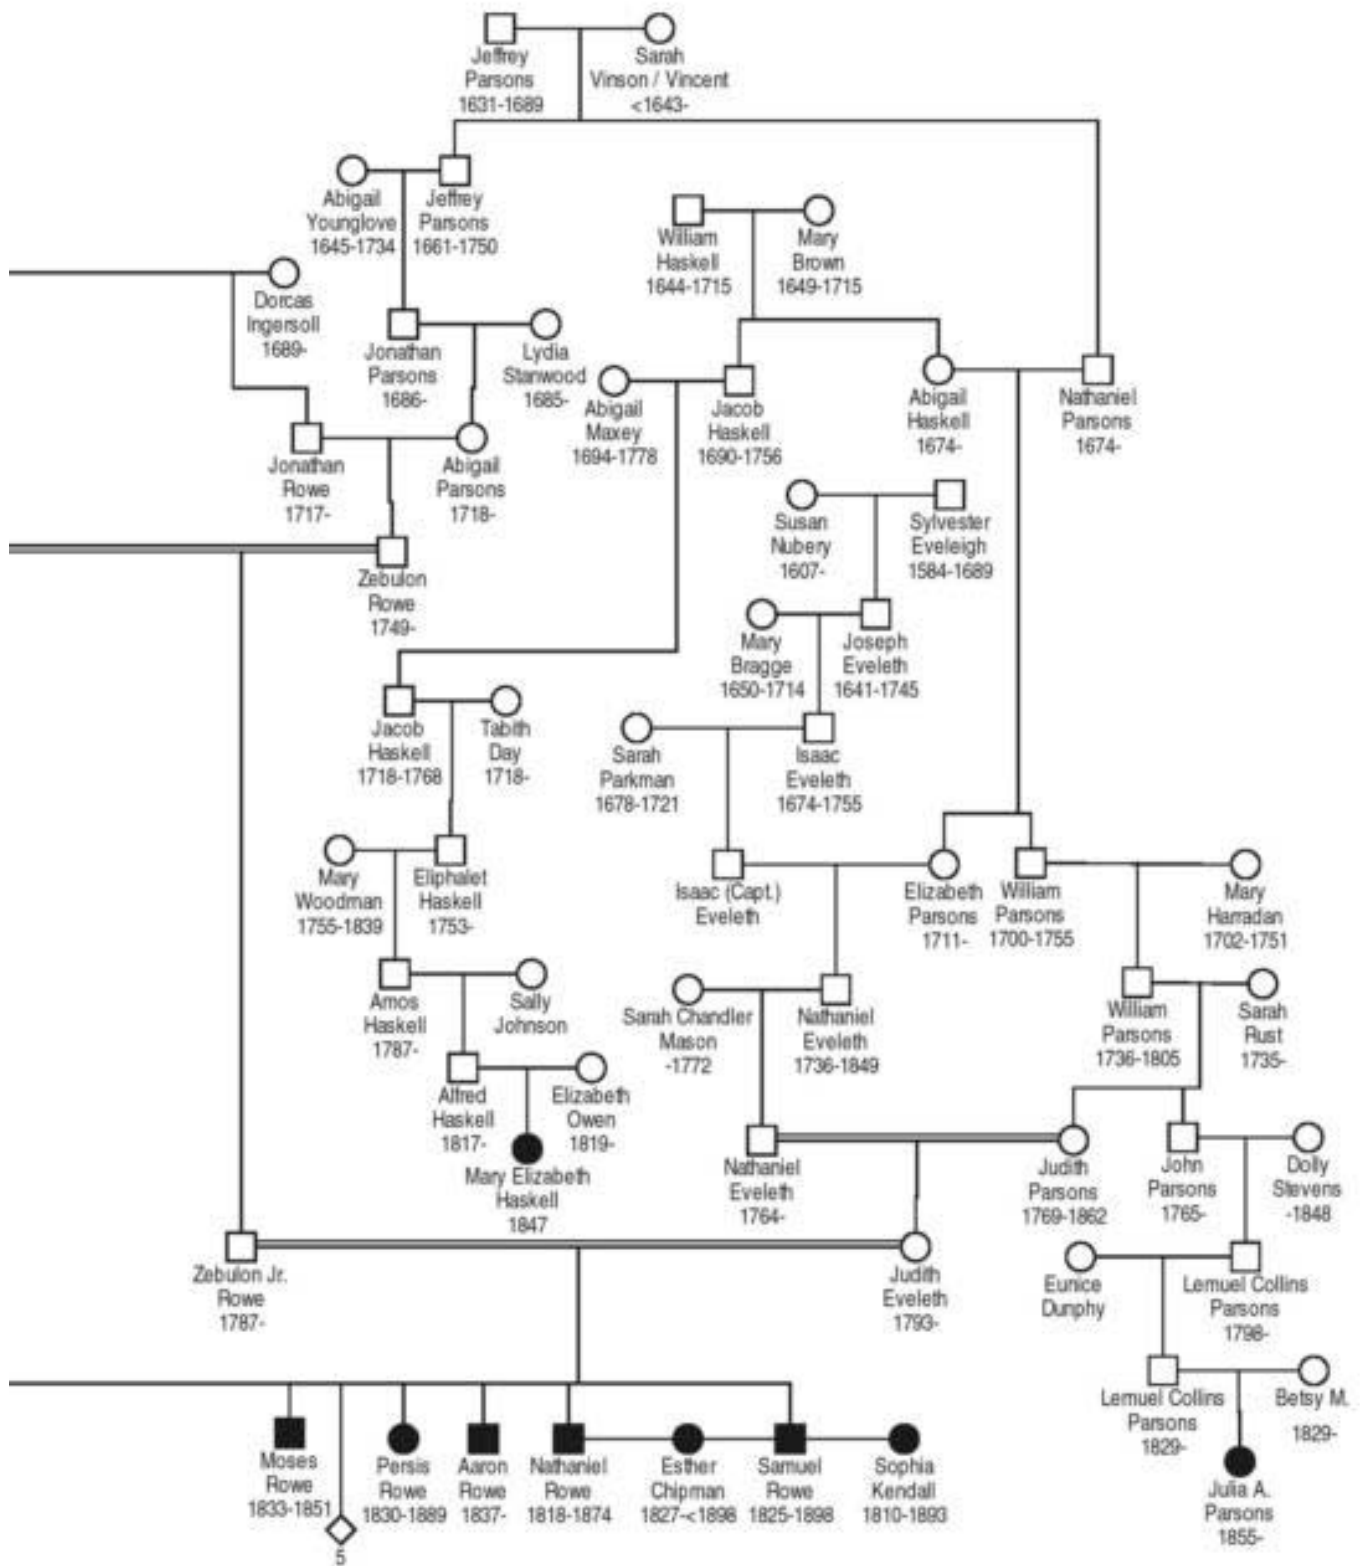 Jeffrey
Parsons
1631-1689
Sarah
Vinson / Vincent
<1643-
Abigail
Younglove
1645-1734
Jeffrey
Parsons
1661-1750
William
Haskell
1644-1715
Mary
Brown
1649-1715
Dorcas
Ingersoll
1689-
Jonathan
Parsons
1686-
Lydia
Stanwood
1685-
Abigail
Maxey
1694-1778
Jacob
Haskell
1690-1756
Abigail
Haskell
1674-
Nathaniel
Parsons
1674-
Jonathan
Rowe
1717-
Abigail
Parsons
1718-
Susan
Nubery
1607-
Sylvester
Eveleigh
1584-1689
Zebulon
Rowe
1749-
Mary
Bragge
1650-1714
Joseph
Eveleth
1641-1745
Jacob
Haskell
1718-1768
Tabith
Day
1718-
Sarah
Parkman
1678-1721
Isaac
Eveleth
1674-1755
Mary
Woodman
1755-1839
Eliphalet
Haskell
1753-
Isaac (Capt.)
Eveleth
Elizabeth
Parsons
1711-
William
Parsons
1700-1755
Mary
Harradan
1702-1751
Amos
Haskell
1787-
Sally
Johnson
Sarah Chandler
Mason
-1772
Nathaniel
Eveleth
1736-1849
William
Parsons
1736-1805
Sarah
Rust
1735-
Alfred
Haskell
1817-
Elizabeth
Owen
1819-
Mary Elizabeth
Haskell
1847
Nathaniel
Eveleth
1764-
Judith
Parsons
1769-1862
John
Parsons
1765-
Dolly
Stevens
-1848
Zebulon Jr.
Rowe
1787-
Judith
Eveleth
1793-
Eunice
Dunphy
Lemuel Collins
Parsons
1798-
Lemuel Collins
Parsons
1829-
Betsy M.
1829-
Moses
Rowe
1833-1851
5
Persis
Rowe
1830-1889
Aaron
Rowe
1837-
Nathaniel
Rowe
1818-1874
Esther
Chipman
1827-<1898
Samuel
Rowe
1825-1898
Sophia
Kendall
1810-1893
Julia A.
Parsons
1855-